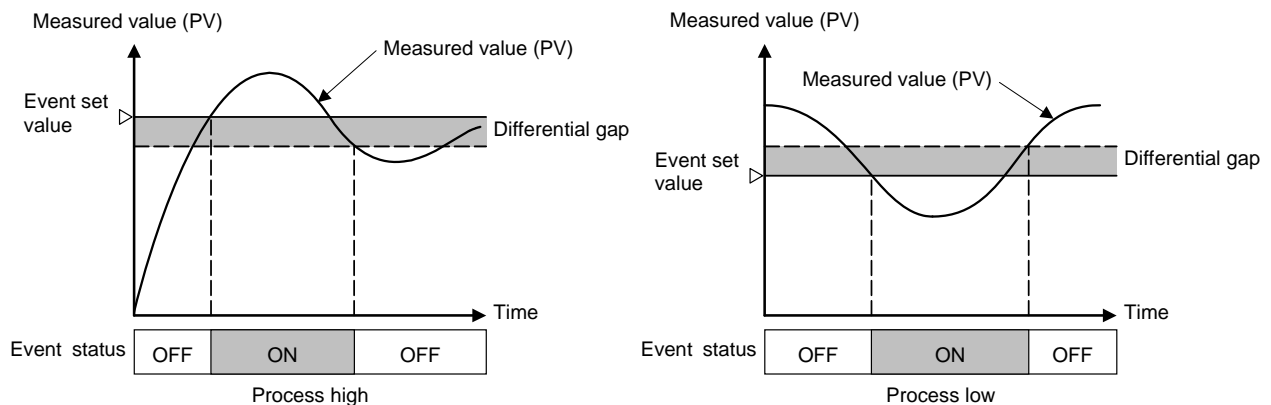 Measured value (PV)
Measured value (PV)
Event set
value
Differential gap
Time
Event status
OFF
ON
OFF
Process high
Measured value (PV)
Measured value (PV)
Event set
value
Differential gap
Time
Event status
OFF
ON
OFF
Process low